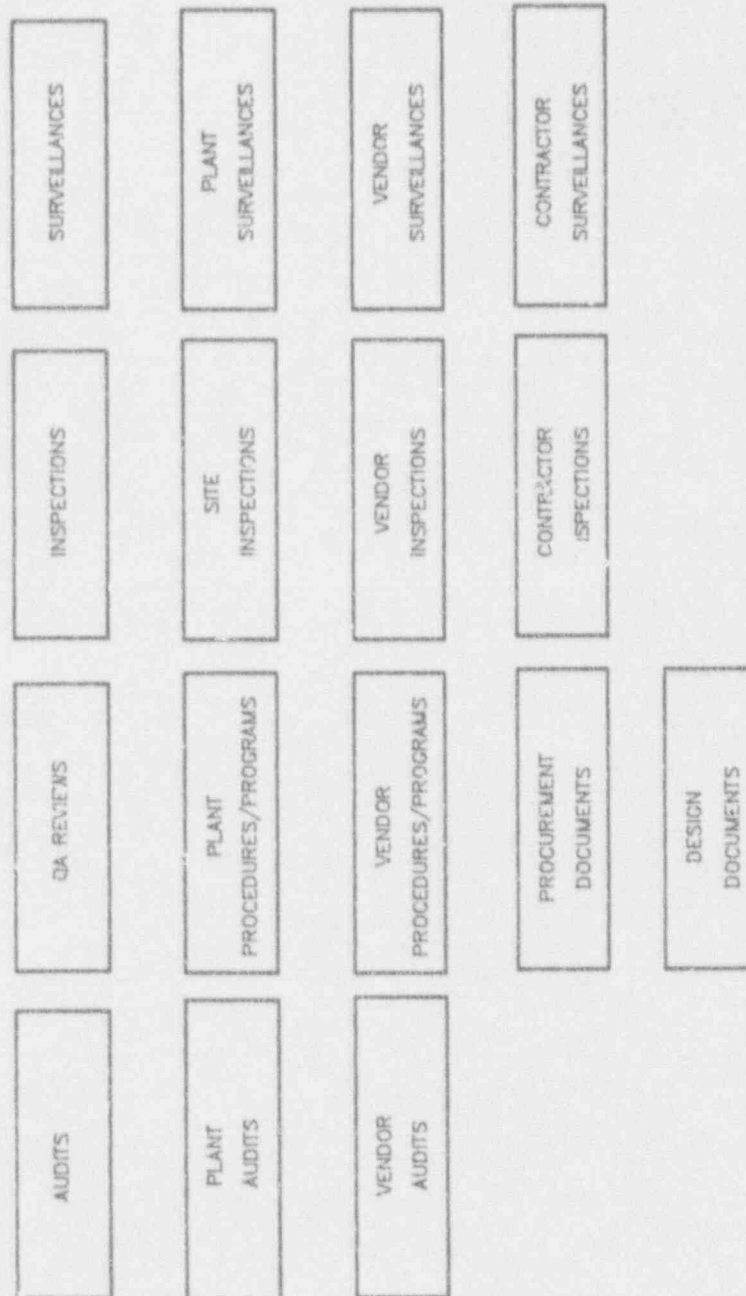 AUDITS
QA REVIEWS
INSPECTIONS
SURVEILLANCES
PLANT
AUDITS
PLANT
PROCEDURES/PROGRAMS
SITE
INSPECTIONS
PLANT
SURVEILLANCES
VENDOR
AUDITS
VENDOR
PROCEDURES/PROGRAMS
VENDOR
INSPECTIONS
VENDOR
SURVEILLANCES
PROCUREMENT
DOCUMENTS
CONTRACTOR
ISPECTIONS
CONTRACTOR
SURVEILLANCES
DESIGN
DOCUMENTS